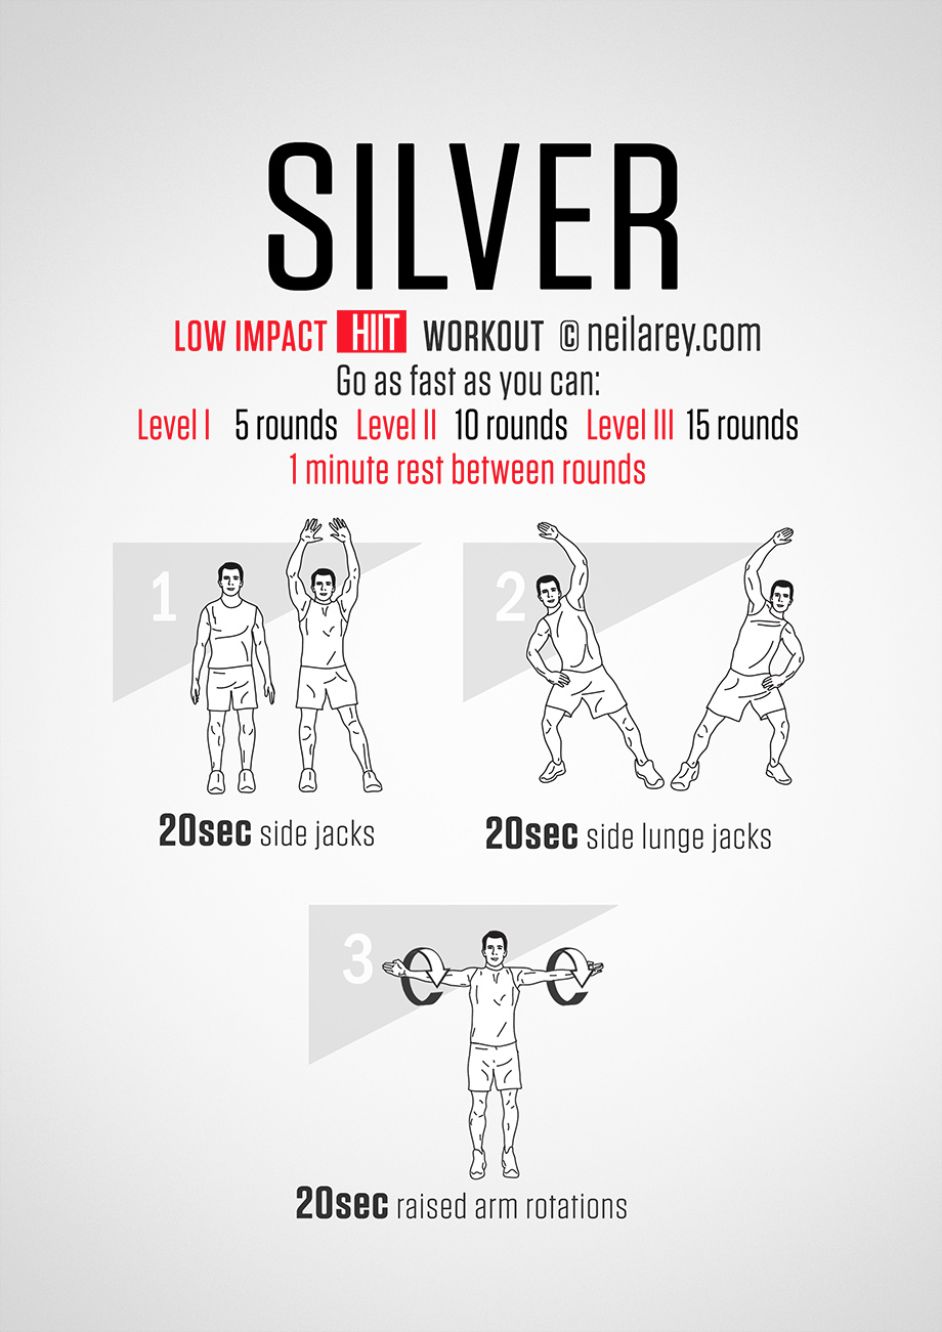 SILVER
LOW IMPACT HIIT WORKOUT © neilarey.com
Go as fast as you can:
Level I 5 rounds Level II 10 rounds Level III 15 rounds
1 minute rest between rounds
1
2
20sec side jacks
20sec side lunge jacks
3
20sec raised arm rotations